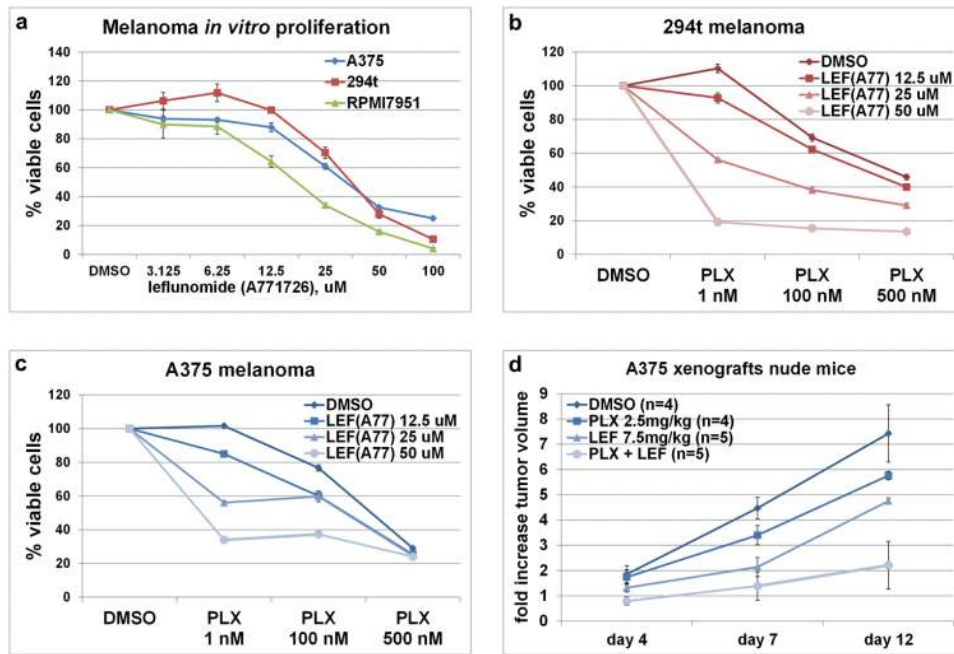 a
Melanoma in vitro proliferation
140
120
100
80
60
40
20
0
% viable cells
A375
294t
RPMI7951
DMSO 3.125 6.25 12.5 25 50 100
leflunomide (A771726), uM
b
294t melanoma
120
100
80
60
40
20
0
% viable cells
DMSO
LEF(A77) 12.5 uM
LEF(A77) 25 uM
LEF(A77) 50 uM
DMSO PLX PLX PLX
1 nM 100 nM 500 nM
c
A375 melanoma
120
100
80
60
40
20
0
% viable cells
DMSO
LEF(A77) 12.5 uM
LEF(A77) 25 uM
LEF(A77) 50 uM
DMSO PLX PLX PLX
1 nM 100 nM 500 nM
d
A375 xenografts nude mice
9
8
7
6
5
4
3
2
1
0
fold increase tumor volume
DMSO (n=4)
PLX 2.5mg/kg (n=4)
LEF 7.5mg/kg (n=5)
PLX + LEF (n=5)
day 4 day 7 day 12